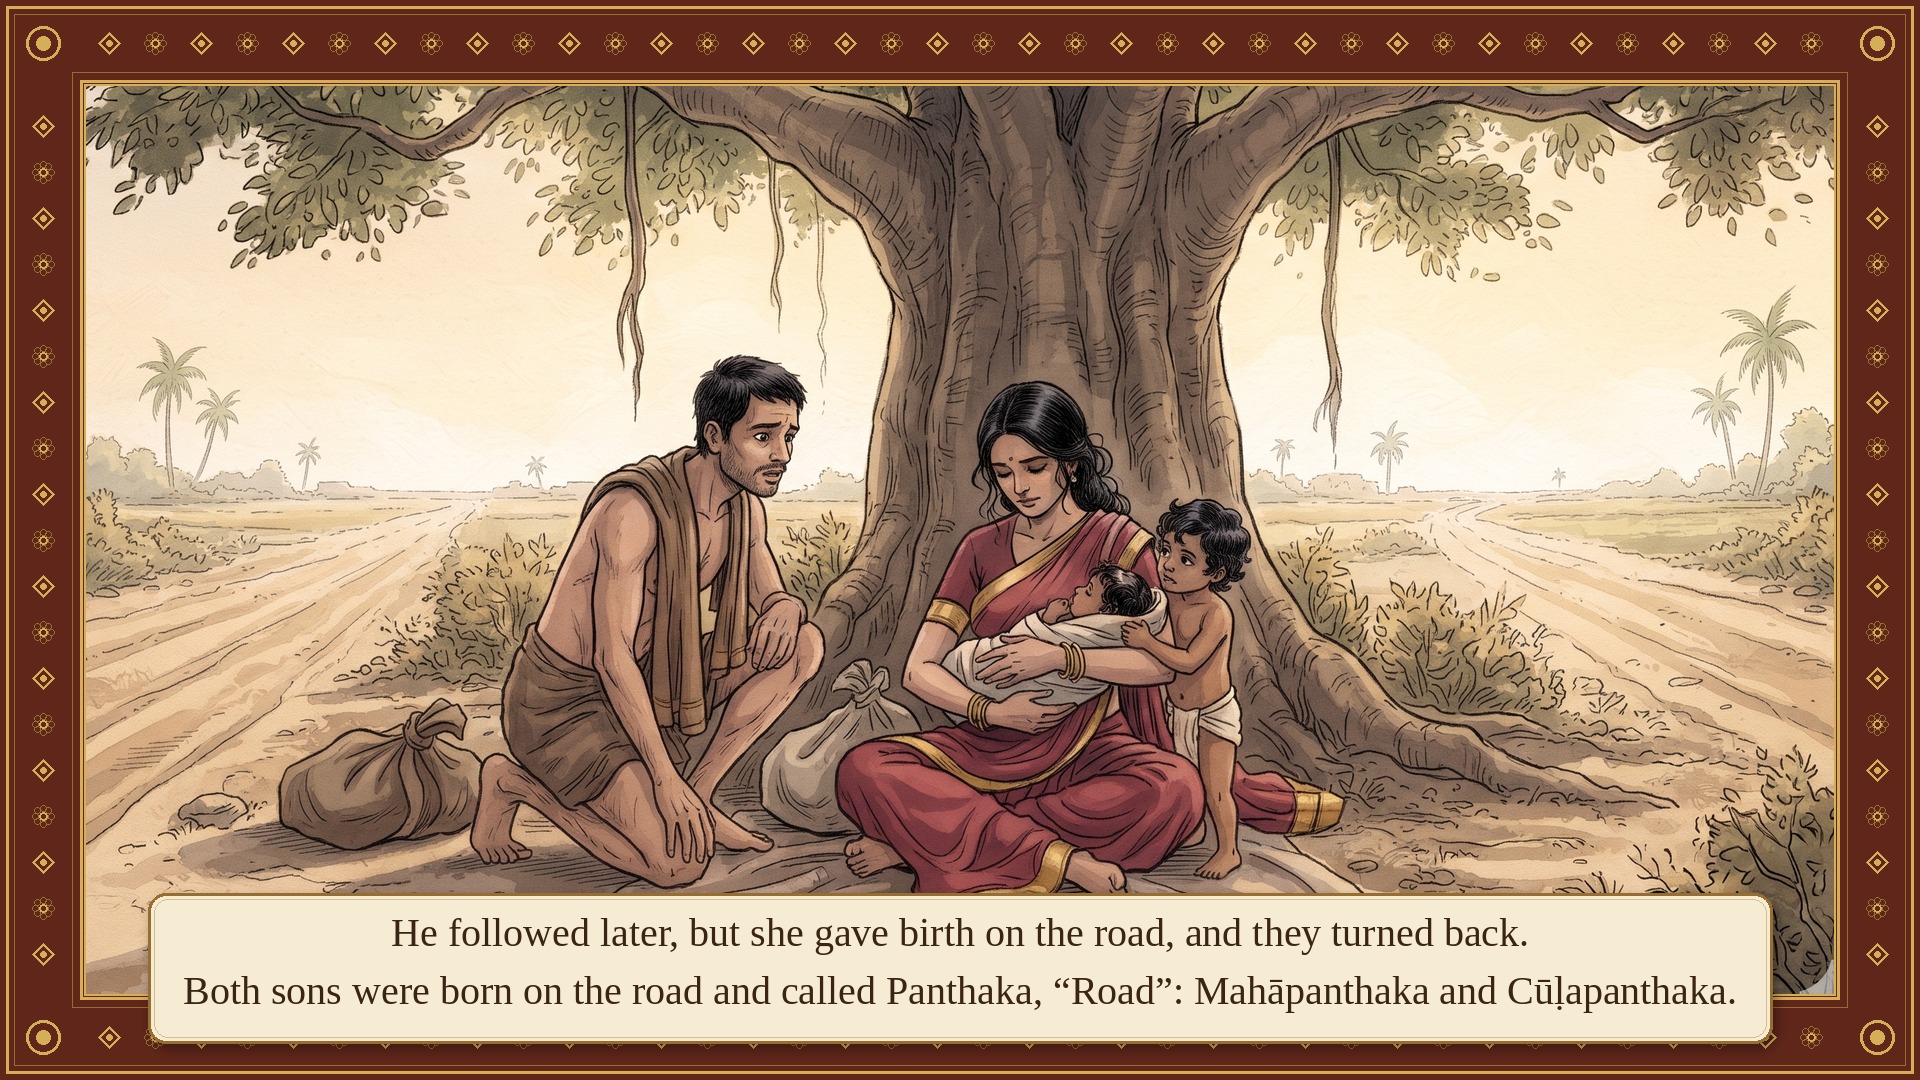 He followed later, but she gave birth on the road, and they turned back.
Both sons were born on the road and called Panthaka, “Road”: Mahāpanthaka and Cūḷapanthaka.